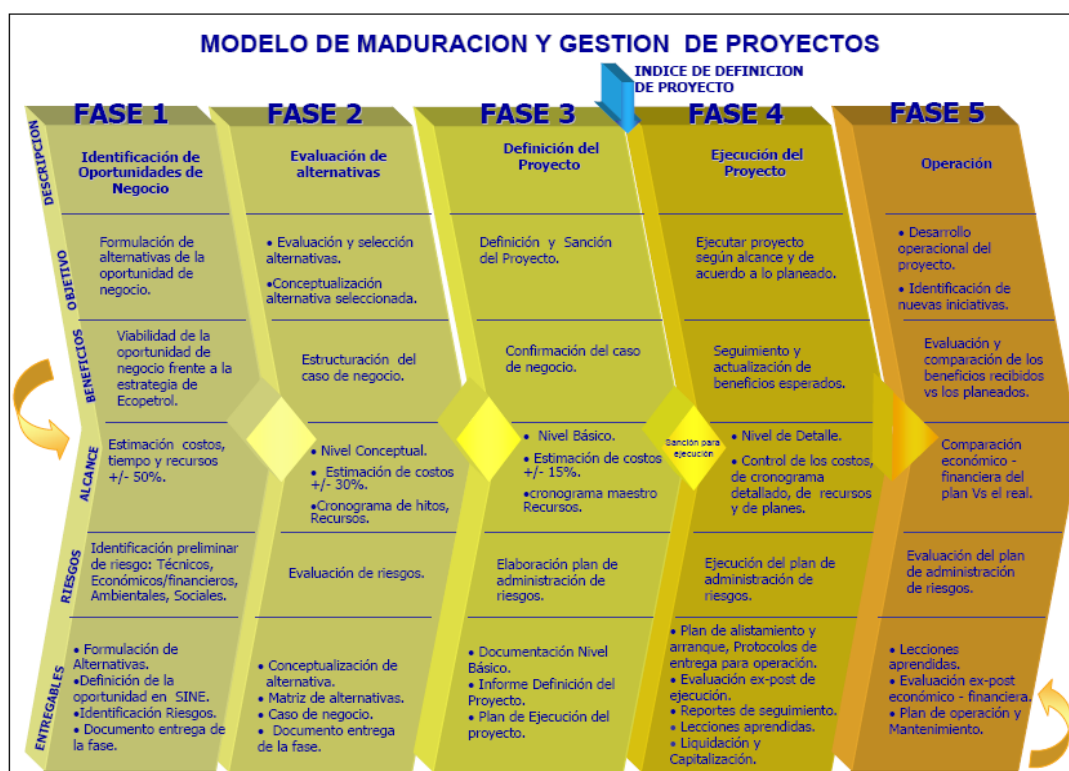 MODELO DE MADURACION Y GESTION DE PROYECTOS
INDICE DE DEFINICION
DE PROYECTO
FASE 1
FASE 2
FASE 3
FASE 4
FASE 5
DESCRIPCION
Identificación de
Oportunidades de
Negocio
Evaluación de
alternativas
Definición del
Proyecto
Ejecución del
Proyecto
Operación
OBJETIVO
Formulación de
alternativas de la
oportunidad de
negocio.
• Evaluación y selección
alternativas.
•Conceptualización
alternativa seleccionada.
Definición y Sanción
del Proyecto.
Ejecutar proyecto
según alcance y de
acuerdo a lo planeado.
• Desarrollo
operacional del
proyecto.
• Identificación de
nuevas iniciativas.
BENEFICIOS
Viabilidad de la
oportunidad de
negocio frente a la
estrategia de
Ecopetrol.
Estructuración del
caso de negocio.
Confirmación del caso
de negocio.
Seguimiento y
actualización de
beneficios esperados.
Evaluación y
comparación de los
beneficios recibidos
vs los planeados.
ALCANCE
Estimación costos,
tiempo y recursos
+/- 50%.
• Nivel Conceptual.
• Estimación de costos
+/- 30%.
•Cronograma de hitos,
Recursos.
• Nivel Básico.
• Estimación de costos
+/- 15%.
•cronograma maestro
Recursos.
Sanción para
ejecución
• Nivel de Detalle.
• Control de los costos,
de cronograma
detallado, de recursos
y de planes.
Comparación
económico -
financiera del
plan Vs el real.
RIESGOS
Identificación preliminar
de riesgo: Técnicos,
Económicos/financieros,
Ambientales, Sociales.
Evaluación de riesgos.
Elaboración plan de
administración de
riesgos.
Ejecución del plan de
administración de
riesgos.
Evaluación del plan
de administración
de riesgos.
ENTREGABLES
• Formulación de
Alternativas.
•Definición de la
oportunidad en SINE.
•Identificación Riesgos.
• Documento entrega de
la fase.
• Conceptualización de
alternativa.
• Matriz de alternativas.
• Caso de negocio.
• Documento entrega
de la fase.
• Documentación Nivel
Básico.
• Informe Definición del
Proyecto.
• Plan de Ejecución del
proyecto.
• Plan de alistamiento y
arranque, Protocolos de
entrega para operación.
• Evaluación ex-post de
ejecución.
• Reportes de seguimiento.
• Lecciones aprendidas.
• Liquidación y
Capitalización.
• Lecciones
aprendidas.
• Evaluación ex-post
económico - financiera.
• Plan de operación y
Mantenimiento.